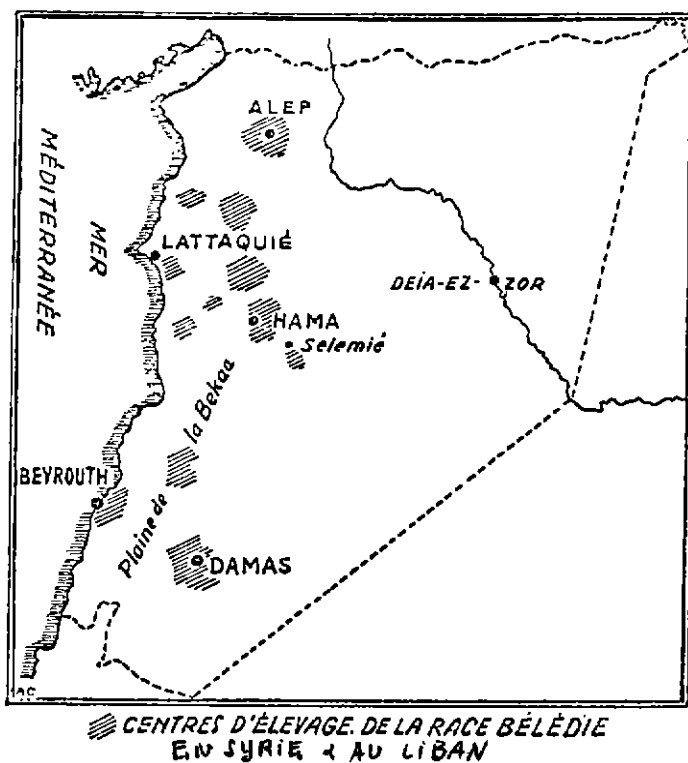 ALEP
MER
MÉDITERRANÉE
LATTAQUIÉ
DEÏA-EZ-ZOR
HAMA
Selemié
Plaine de la Bekaa
BEYROUTH
DAMAS
CENTRES D'ÉLEVAGE. DE LA RACE BÉLÉDIE
EN SYRIE & AU LIBAN